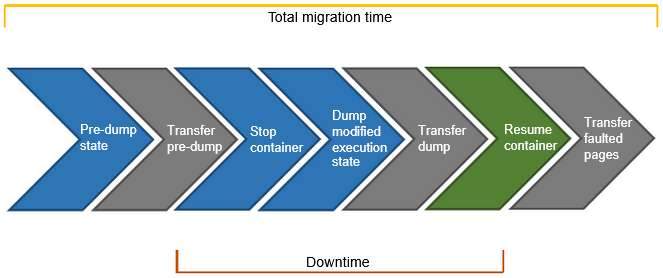 Total migration time
Pre-dump
state
Transfer
pre-dump
Stop
container
Dump
modified
execution
state
Transfer
dump
Resume
container
Transfer
faulted
pages
Downtime